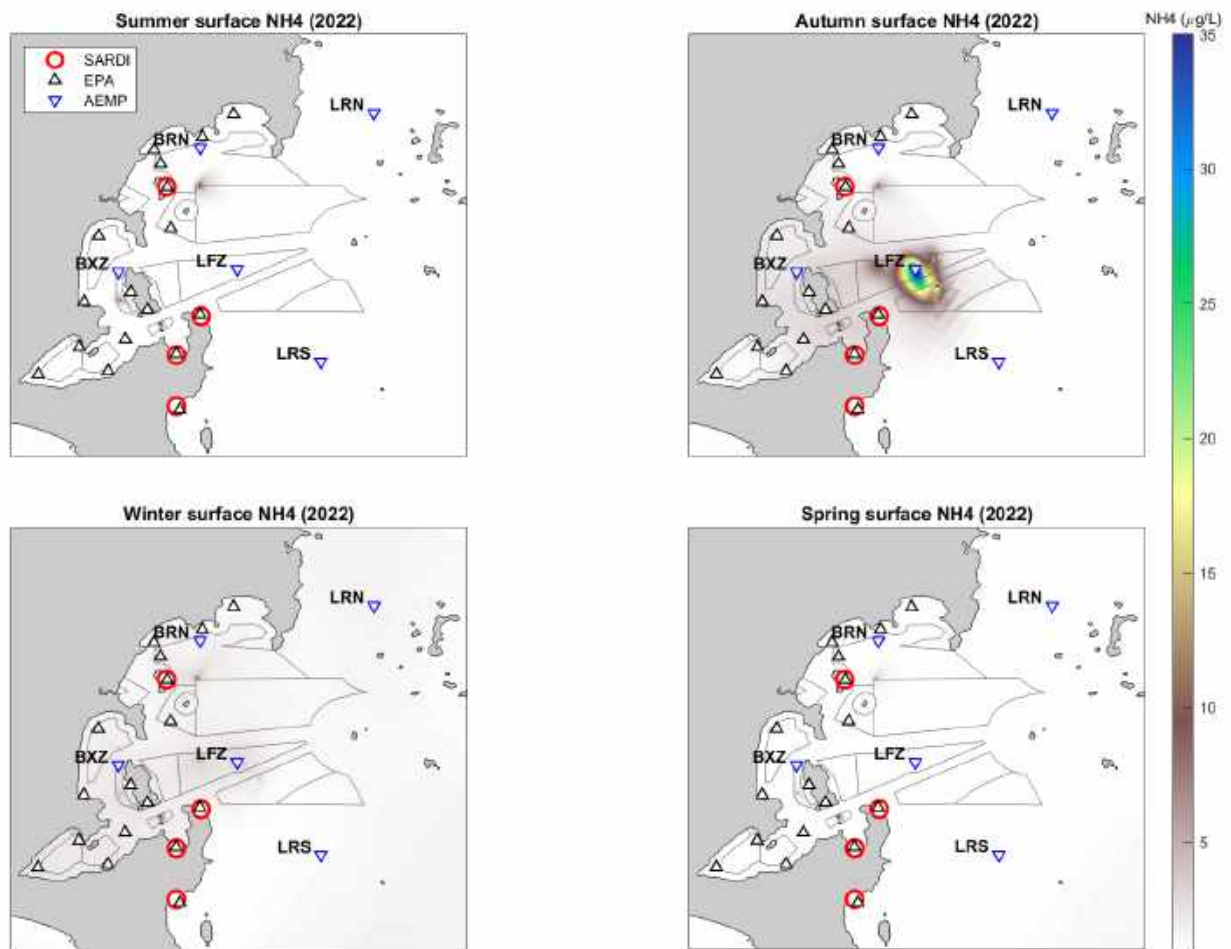 Summer surface NH4 (2022)
SARDI
EPA
AEMP
LRN
BRN
BXZ
LFZ
LRS
Autumn surface NH4 (2022)
LRN
BRN
BXZ
LFZ
LRS
NH4 (µg/L)
35
30
25
20
15
10
5
Winter surface NH4 (2022)
LRN
BRN
BXZ
LFZ
LRS
Spring surface NH4 (2022)
LRN
BRN
BXZ
LFZ
LRS